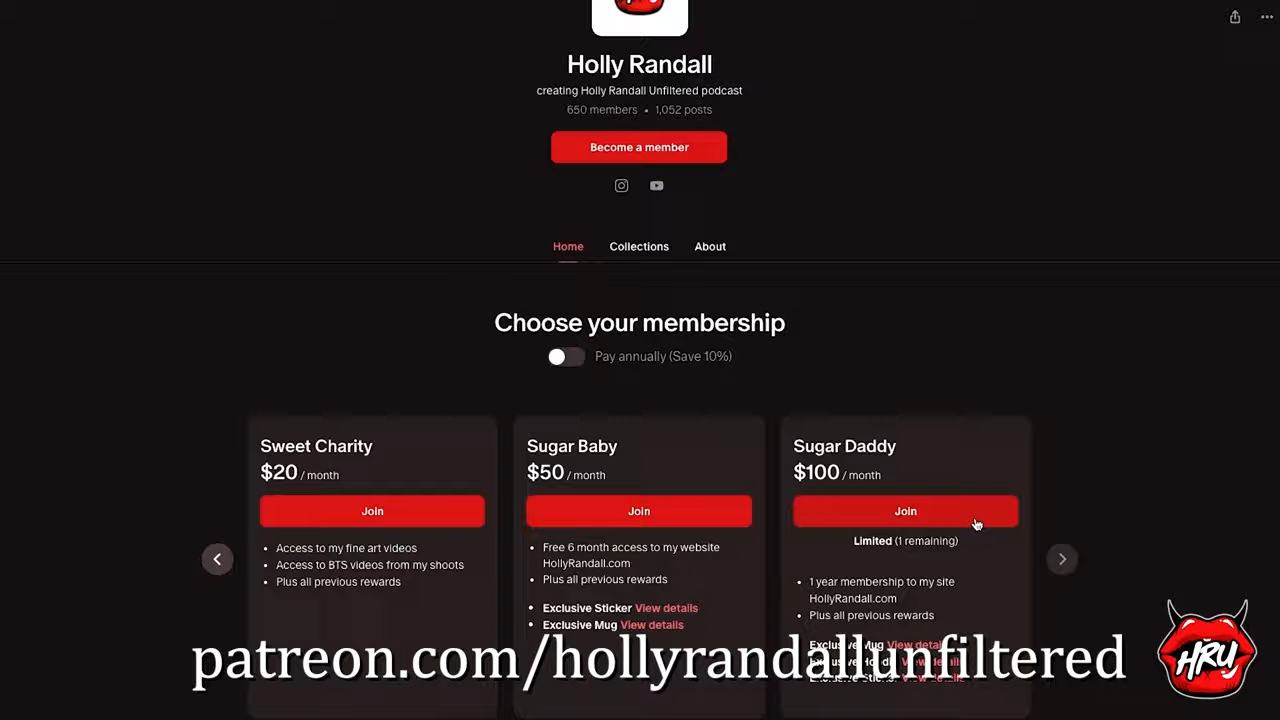 Holly Randall
creating Holly Randall Unfiltered podcast
650 members • 1,052 posts
Become a member
Home Collections About
Choose your membership
Pay annually (Save 10%)
Sweet Charity
$20 / month
Join
• Access to my fine art videos
• Access to BTS videos from my shoots
• Plus all previous rewards
Sugar Baby
$50 / month
Join
• Free 6 month access to my website
HollyRandall.com
• Plus all previous rewards
• Exclusive Sticker View details
• Exclusive Mug View details
Sugar Daddy
$100 / month
Join
Limited (1 remaining)
• 1 year membership to my site
HollyRandall.com
• Plus all previous rewards
Exclusive Mug View details
patreon.com/hollyrandallunfiltered
HRU